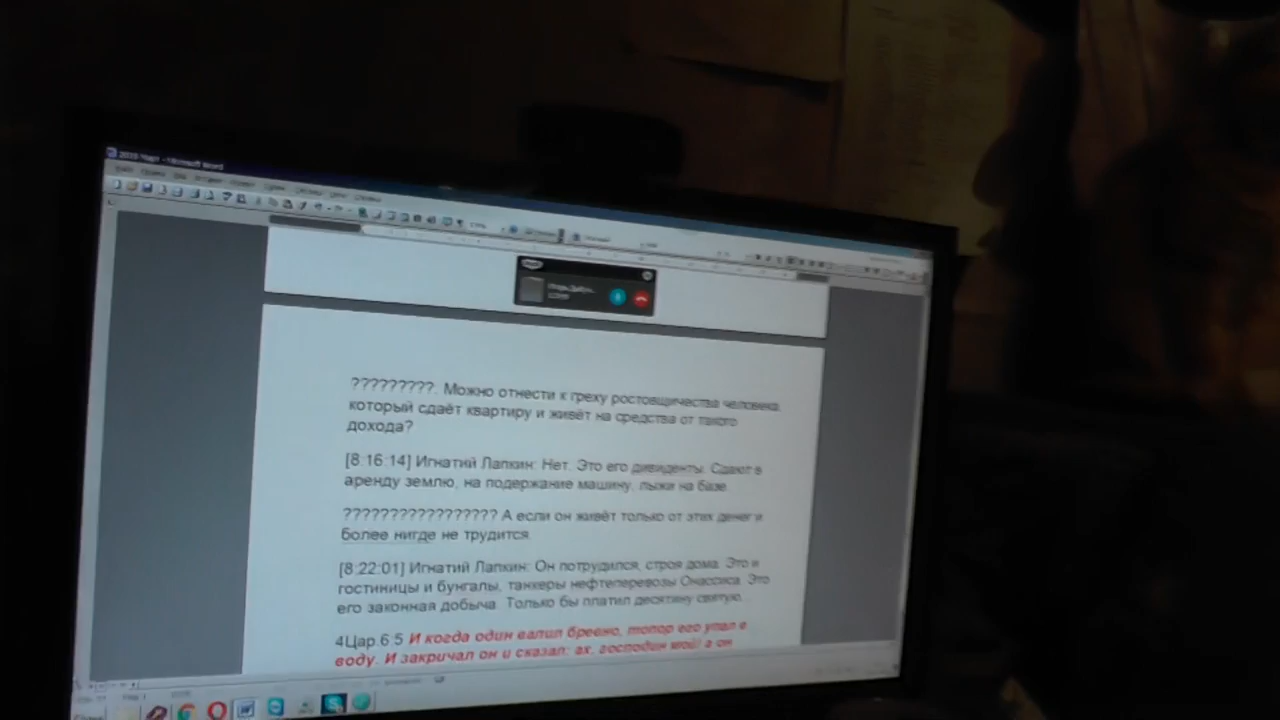 Microsoft Word
?????????. Можно отнести к греху ростовщичества человека,
который сдаёт квартиру и живёт на средства от такого
дохода?
[8:16:14] Игнатий Лапкин: Нет. Это его дивиденты. Сдают в
аренду землю, на подержание машину, лыжи на базе.
????????????????? А если он живёт только от этих денег и
более нигде не трудится.
[8:22:01] Игнатий Лапкин: Он потрудился, строя дома. Это и
гостиницы и бунгалы, танкеры нефтеперевозы Онассиса. Это
его законная добыча. Только бы платил десятину святую.
4Цар.6:5 И когда один валил бревно, топор его упал в
воду. И закричал он и сказал: ах, господин мой! а он